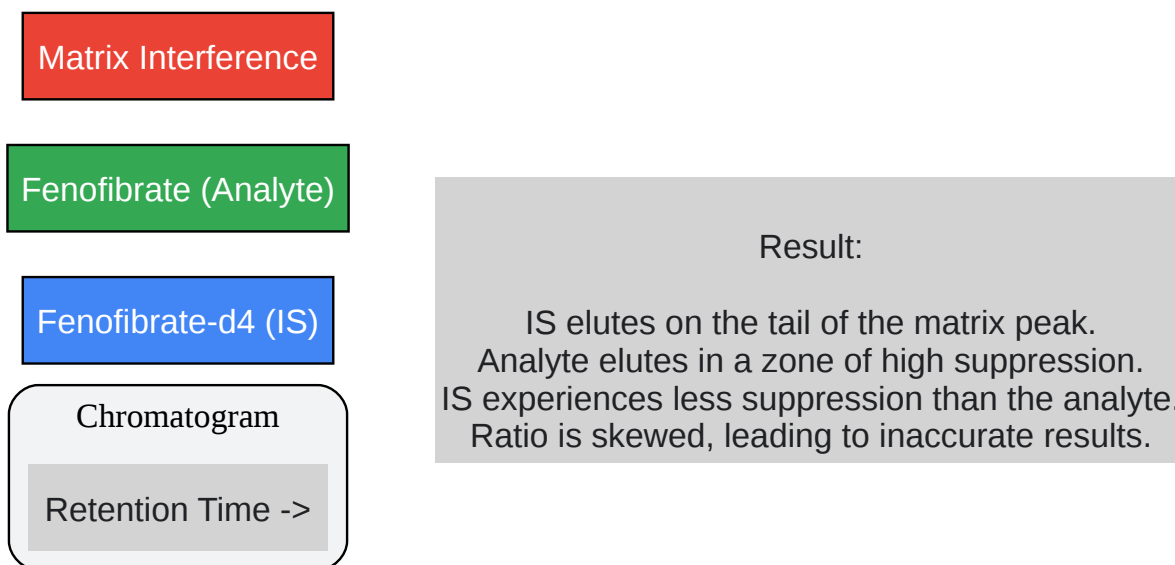 Matrix Interference
Fenofibrate (Analyte)
Fenofibrate-d4 (IS)
Chromatogram
Retention Time ->
Result:
IS elutes on the tail of the matrix peak.
Analyte elutes in a zone of high suppression.
IS experiences less suppression than the analyte.
Ratio is skewed, leading to inaccurate results.